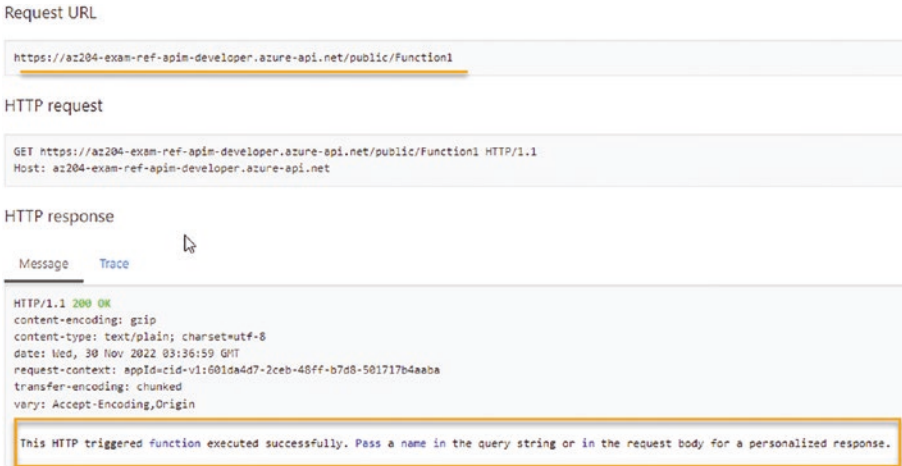 Request URL
https://az204-exam-ref-apim-developer.azure-api.net/public/Function1
HTTP request
GET https://az204-exam-ref-apim-developer.azure-api.net/public/Function1 HTTP/1.1
Host: az204-exam-ref-apim-developer.azure-api.net
HTTP response
Message Trace
HTTP/1.1 200 OK
content-encoding: gzip
content-type: text/plain; charset=utf-8
date: Wed, 30 Nov 2022 03:36:59 GMT
request-context: appId=cid-v1:601da4d7-2ceb-48ff-b7d8-501717b4aaba
transfer-encoding: chunked
vary: Accept-Encoding,Origin
This HTTP triggered function executed successfully. Pass a name in the query string or in the request body for a personalized response.